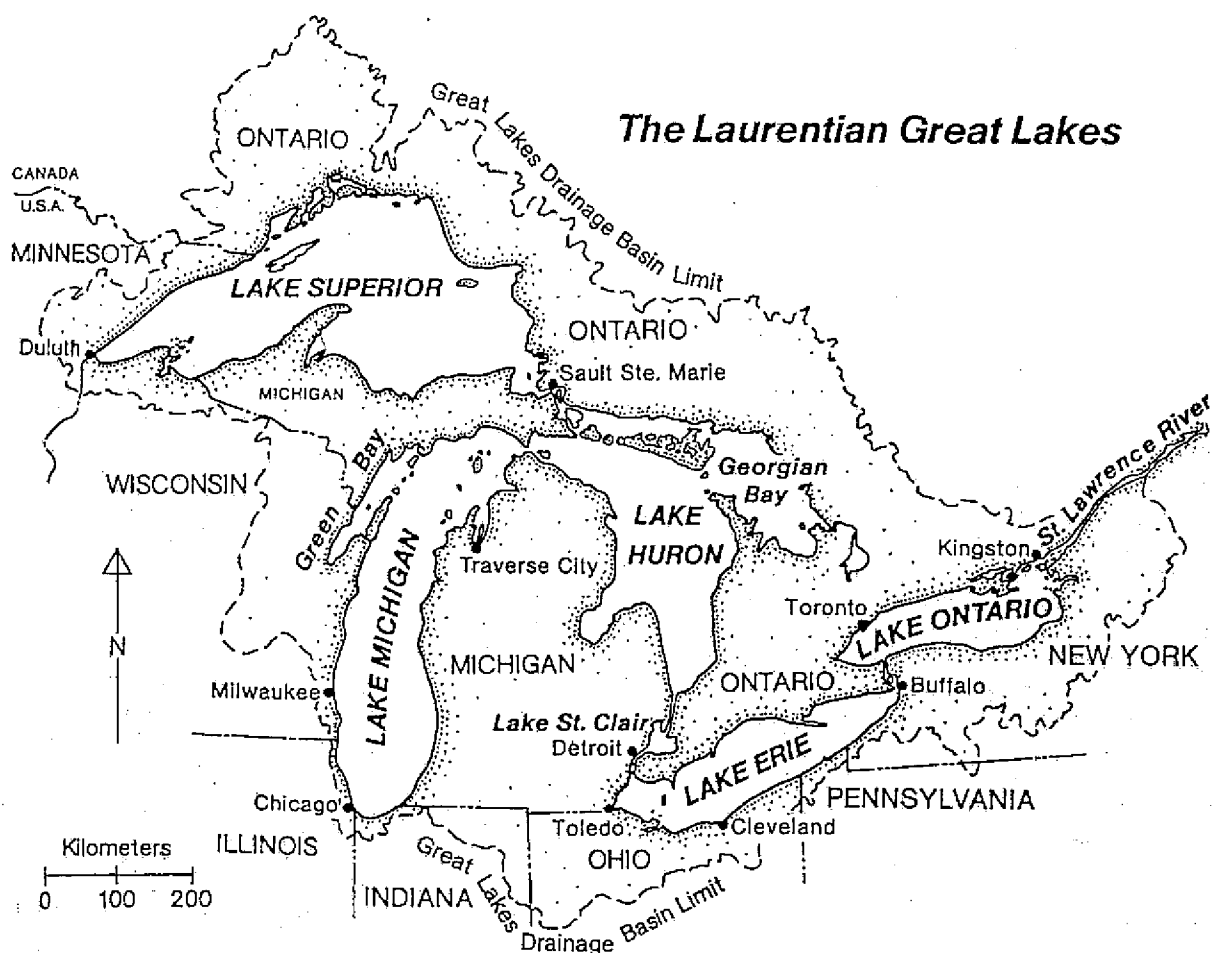 The Laurentian Great Lakes
Great Lakes Drainage Basin Limit
ONTARIO
CANADA
U.S.A.
MINNESOTA
LAKE SUPERIOR
ONTARIO
Duluth
Sault Ste. Marie
MICHIGAN
WISCONSIN
Green Bay
Georgian
Bay
LAKE
HURON
St. Lawrence River
Kingston
Traverse City
Toronto
LAKE ONTARIO
LAKE MICHIGAN
N
MICHIGAN
NEW YORK
ONTARIO
Milwaukee
Buffalo
Lake St. Clair
Detroit
LAKE ERIE
Chicago
PENNSYLVANIA
Toledo
Cleveland
ILLINOIS
OHIO
Kilometers
0 100 200
INDIANA
Great Lakes
Drainage Basin Limit